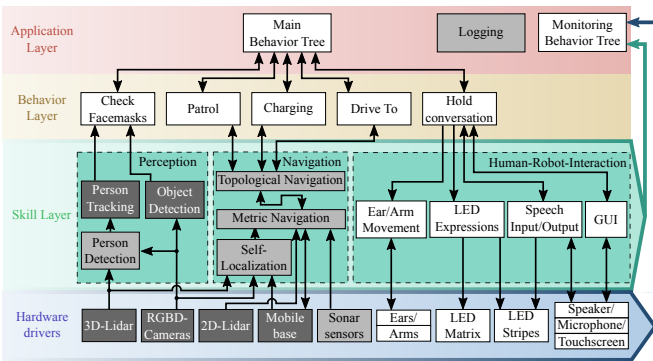 Application
Layer
Main
Behavior Tree
Logging
Monitoring
Behavior Tree
Behavior
Layer
Check
Facemasks
Patrol
Charging
Drive To
Hold
conversation
Skill Layer
Perception
Person
Tracking
Object
Detection
Person
Detection
Navigation
Topological Navigation
Metric Navigation
Self-
Localization
Human-Robot-Interaction
Ear/Arm
Movement
LED
Expressions
Speech
Input/Output
GUI
Hardware
drivers
3D-Lidar
RGBD-
Cameras
2D-Lidar
Mobile
base
Sonar
sensors
Ears/
Arms
LED
Matrix
LED
Stripes
Speaker/
Microphone/
Touchscreen